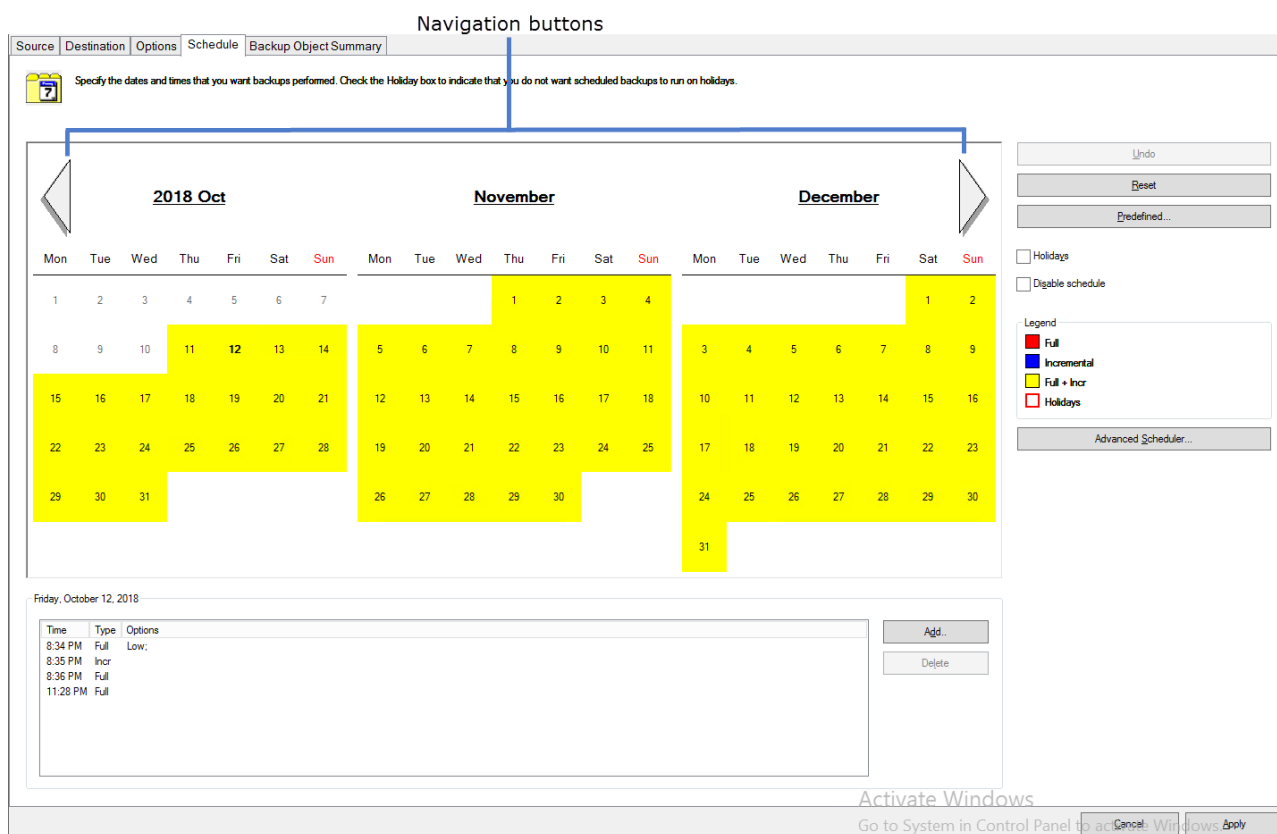 Navigation buttons
Source Destination Options Schedule Backup Object Summary
Specify the dates and times that you want backups performed. Check the Holiday box to indicate that you do not want scheduled backups to run on holidays.
7
2018 Oct November December
Mon Tue Wed Thu Fri Sat Sun Mon Tue Wed Thu Fri Sat Sun Mon Tue Wed Thu Fri Sat Sun
1 2 3 4 5 6 7 1 2 3 4 1 2
8 9 10 11 12 13 14 5 6 7 8 9 10 11 3 4 5 6 7 8 9
15 16 17 18 19 20 21 12 13 14 15 16 17 18 10 11 12 13 14 15 16
22 23 24 25 26 27 28 19 20 21 22 23 24 25 17 18 19 20 21 22 23
29 30 31 26 27 28 29 30 24 25 26 27 28 29 30
31
Undo
Reset
Predefined...
Holidays
Disable schedule
Legend
Full
Incremental
Full + Incr
Holidays
Advanced Scheduler...
Friday, October 12, 2018
Time Type Options
8:34 PM Full Low;
8:35 PM Incr
8:36 PM Full
11:28 PM Full
Add..
Delete
Activate Windows
Go to System in Control Panel to activate Windows.
Cancel Apply